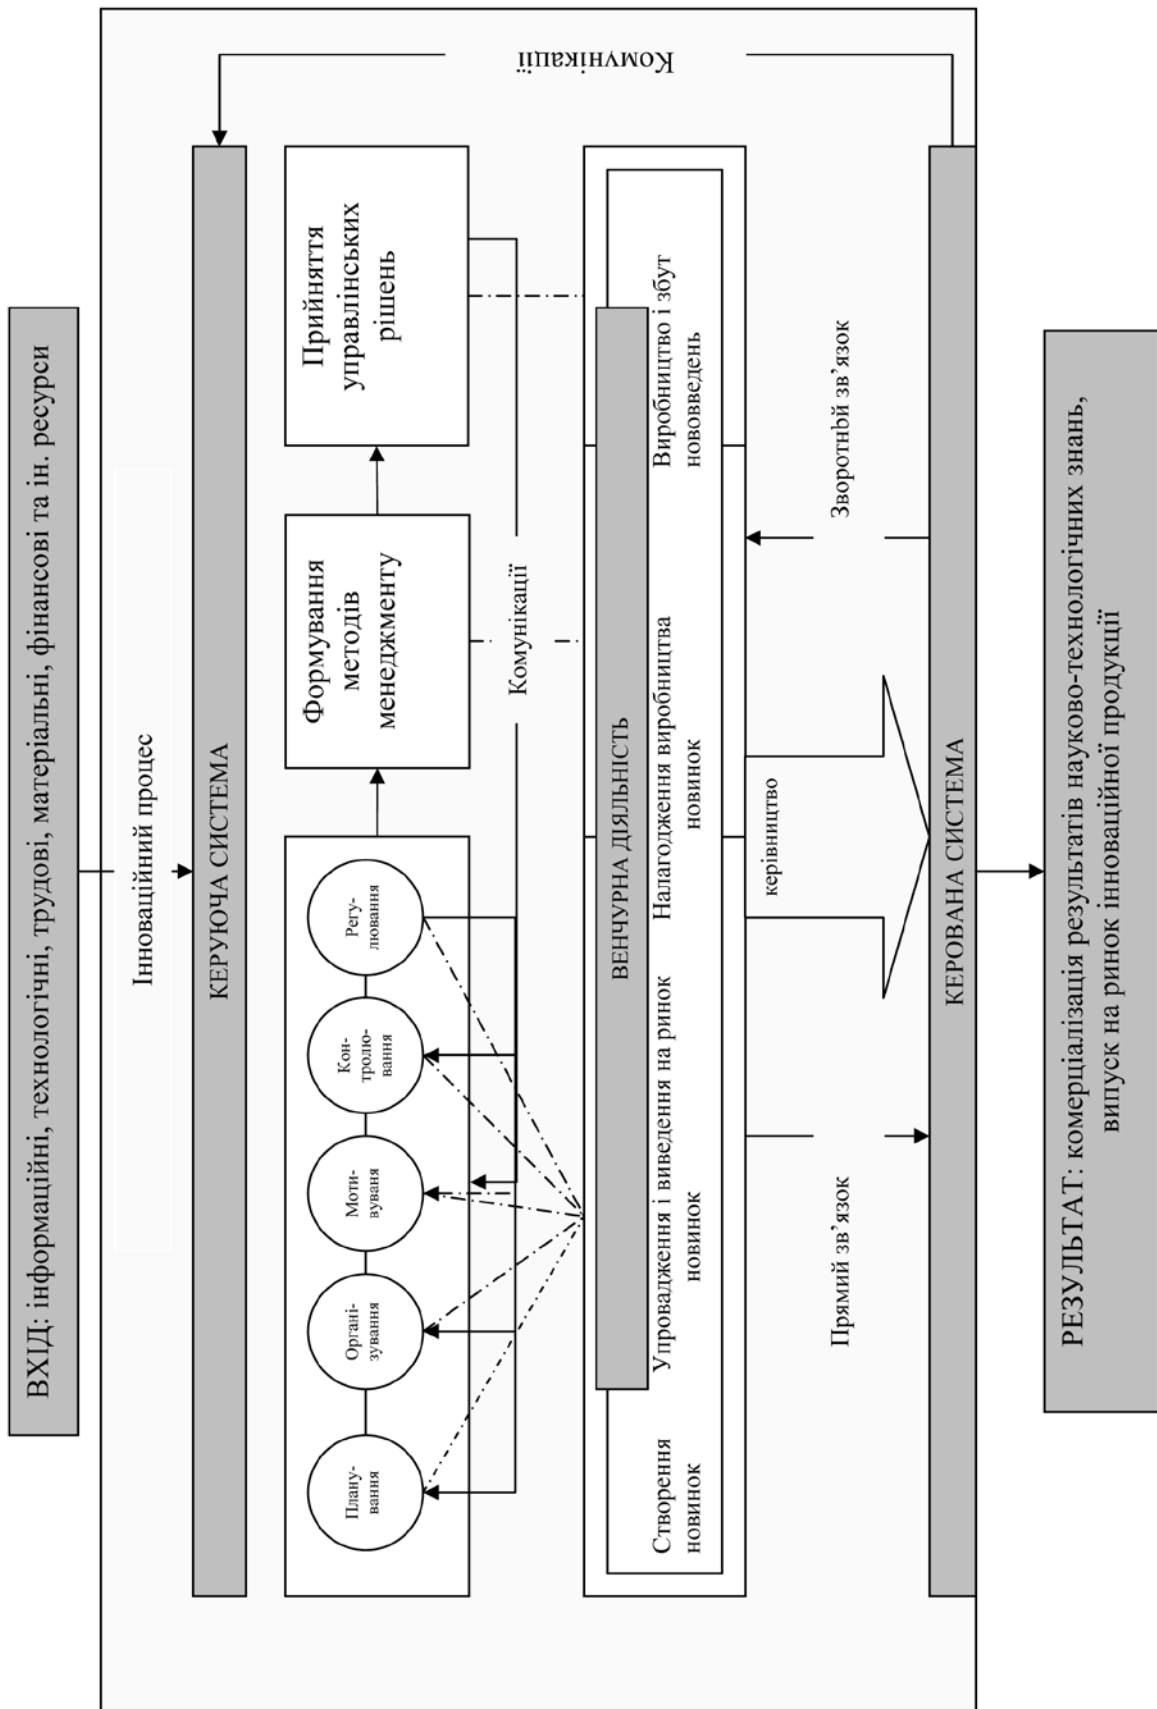 ВХІД: інформаційні, технологічні, трудові, матеріальні, фінансові та ін. ресурси
Інноваційний процес
КЕРУЮЧА СИСТЕМА
Комунікації
Плану-
вання
Органі-
зування
Моти-
вуваня
Кон-
тролю-
вання
Регу-
лювання
Формування
методів
менеджменту
Прийняття
управлінських
рішень
Комунікації
ВЕНЧУРНА ДІЯЛЬНІСТЬ
Створення
новинок
Упровадження і виведення на ринок
новинок
Налагодження виробництва
новинок
Виробництво і збут
нововведень
Прямий зв’язок
керівництво
Зворотнбй зв’язок
КЕРОВАНА СИСТЕМА
РЕЗУЛЬТАТ: комерціалізація результатів науково-технологічних знань,
випуск на ринок інноваційної продукції